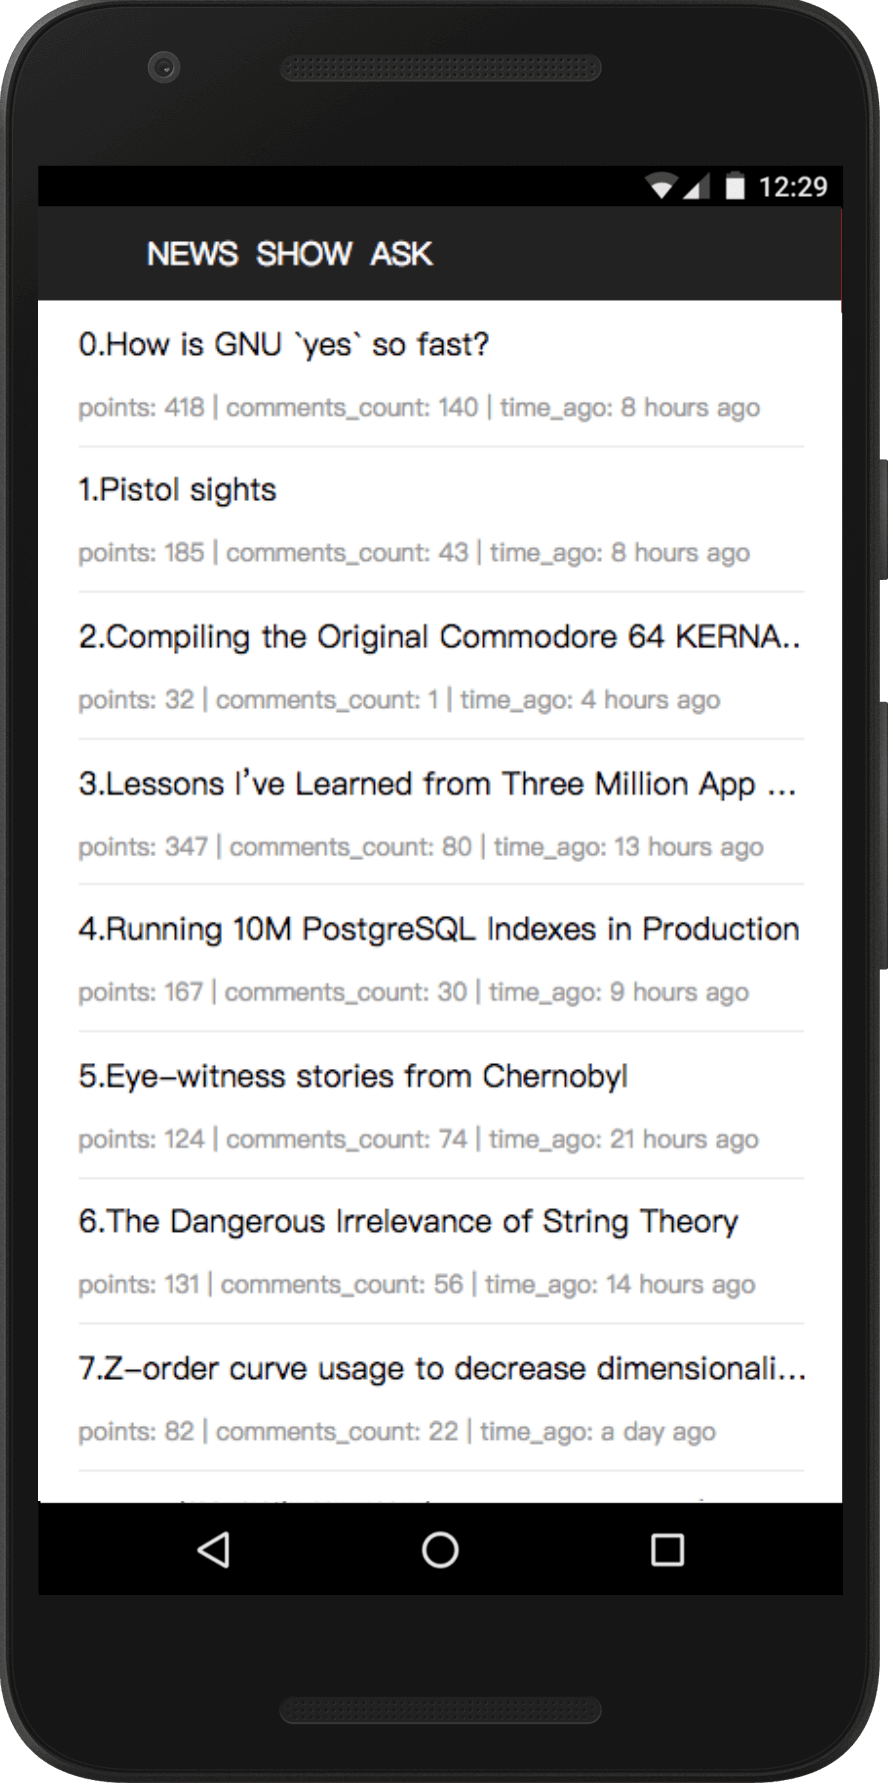 12:29
NEWS SHOW ASK
0.How is GNU `yes` so fast?
points: 418 | comments_count: 140 | time_ago: 8 hours ago
1.Pistol sights
points: 185 | comments_count: 43 | time_ago: 8 hours ago
2.Compiling the Original Commodore 64 KERNA..
points: 32 | comments_count: 1 | time_ago: 4 hours ago
3.Lessons I’ve Learned from Three Million App ...
points: 347 | comments_count: 80 | time_ago: 13 hours ago
4.Running 10M PostgreSQL Indexes in Production
points: 167 | comments_count: 30 | time_ago: 9 hours ago
5.Eye–witness stories from Chernobyl
points: 124 | comments_count: 74 | time_ago: 21 hours ago
6.The Dangerous Irrelevance of String Theory
points: 131 | comments_count: 56 | time_ago: 14 hours ago
7.Z–order curve usage to decrease dimensionali...
points: 82 | comments_count: 22 | time_ago: a day ago